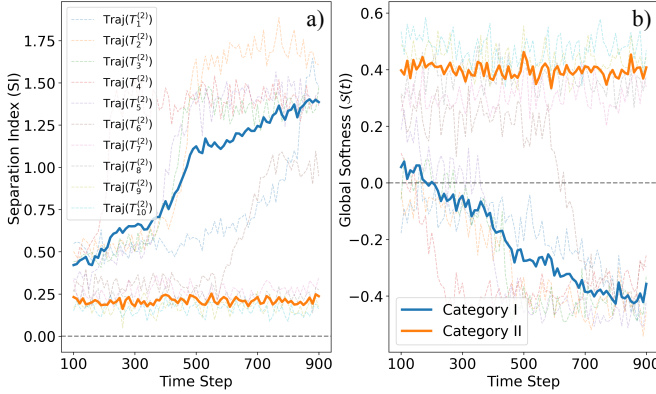 a)
Separation Index (SI)
1.75
1.50
1.25
1.00
0.75
0.50
0.25
0.00
Traj(T₁⁽²⁾)
Traj(T₂⁽²⁾)
Traj(T₃⁽²⁾)
Traj(T₄⁽²⁾)
Traj(T₅⁽²⁾)
Traj(T₆⁽²⁾)
Traj(T₇⁽²⁾)
Traj(T₈⁽²⁾)
Traj(T₉⁽²⁾)
Traj(T₁₀⁽²⁾)
100 300 500 700 900
Time Step
b)
Global Softness (𝒮(t))
0.6
0.4
0.2
0.0
−0.2
−0.4
Category I
Category II
100 300 500 700 900
Time Step